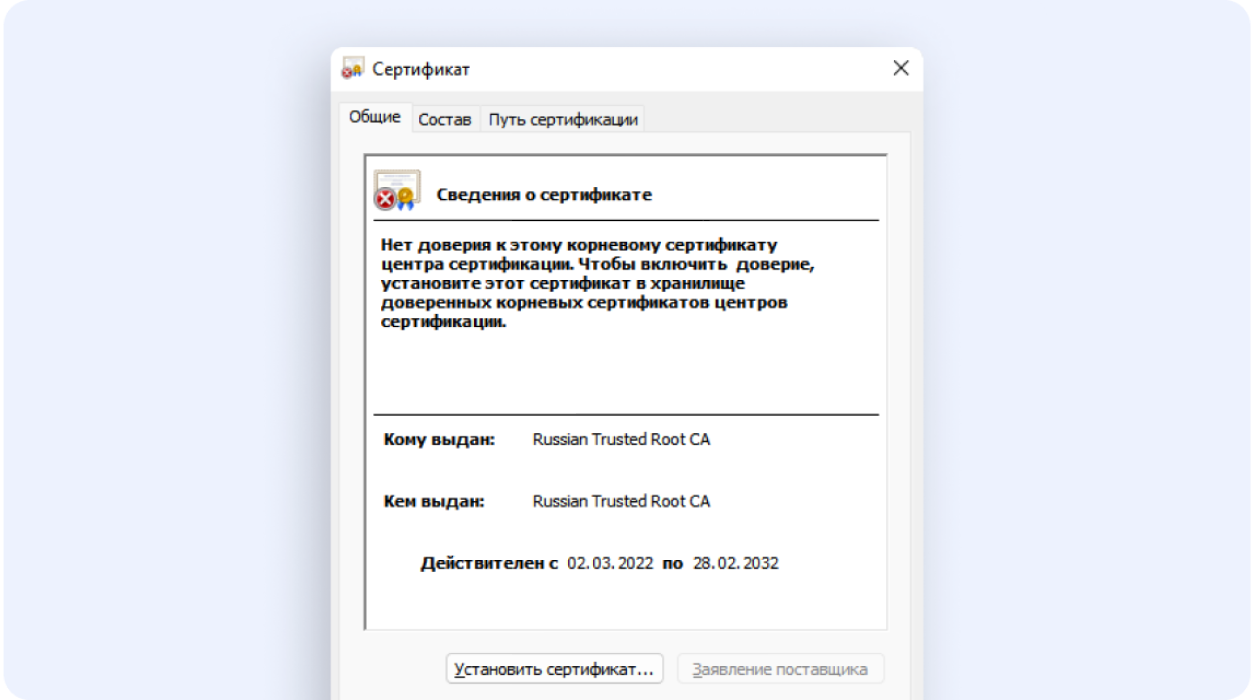 Сертификат
Общие Состав Путь сертификации
Сведения о сертификате
Нет доверия к этому корневому сертификату
центра сертификации. Чтобы включить доверие,
установите этот сертификат в хранилище
доверенных корневых сертификатов центров
сертификации.
Кому выдан: Russian Trusted Root CA
Кем выдан: Russian Trusted Root CA
Действителен с 02.03.2022 по 28.02.2032
Установить сертификат... Заявление поставщика